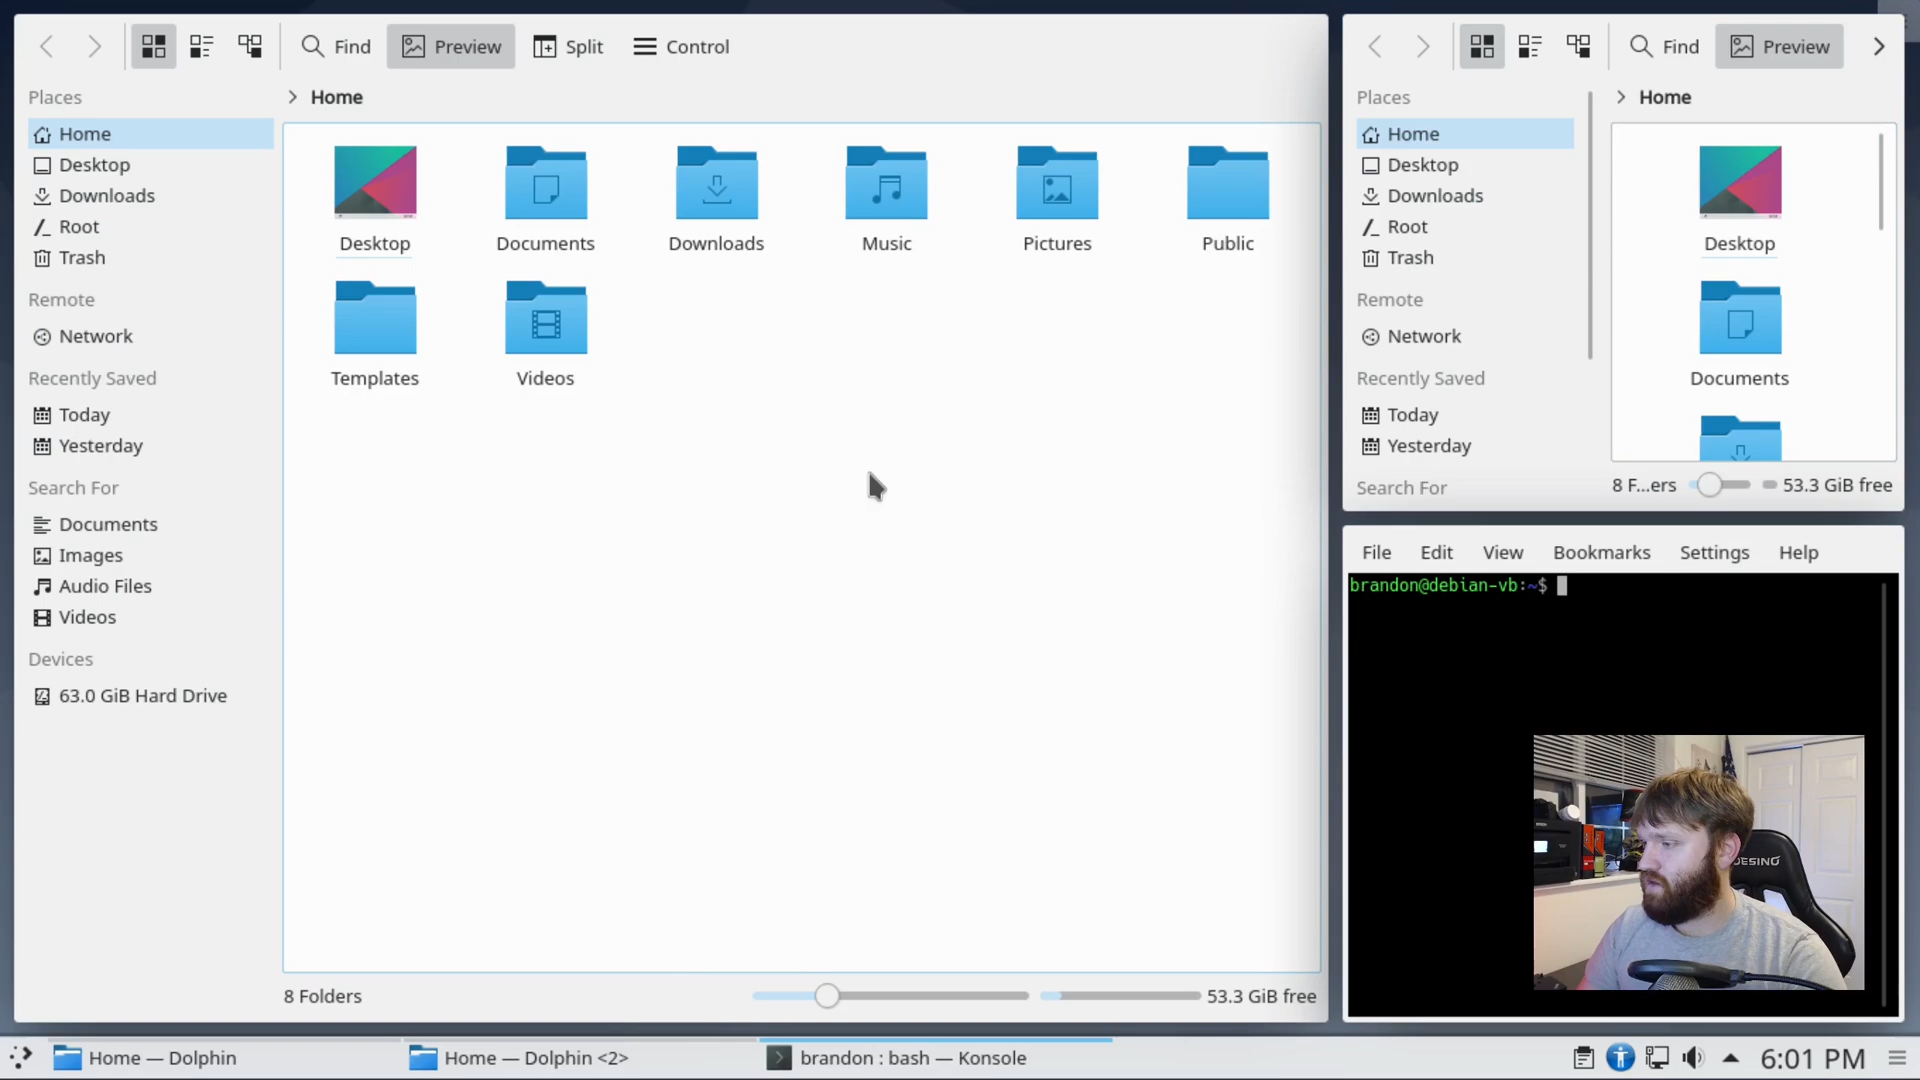 Find
Preview
Split
Control
Places
Home
Desktop
Downloads
Root
Trash
Remote
Network
Recently Saved
Today
Yesterday
Search For
Documents
Images
Audio Files
Videos
Devices
63.0 GiB Hard Drive
Home
Desktop
Documents
Downloads
Music
Pictures
Public
Templates
Videos
8 Folders
53.3 GiB free
Find
Preview
Places
Home
Desktop
Downloads
Root
Trash
Remote
Network
Recently Saved
Today
Yesterday
Search For
Home
Desktop
Documents
8 F...ers
53.3 GiB free
File Edit View Bookmarks Settings Help
brandon@debian-vb:~$
DESINO
Home — Dolphin
Home — Dolphin <2>
brandon : bash — Konsole
6:01 PM